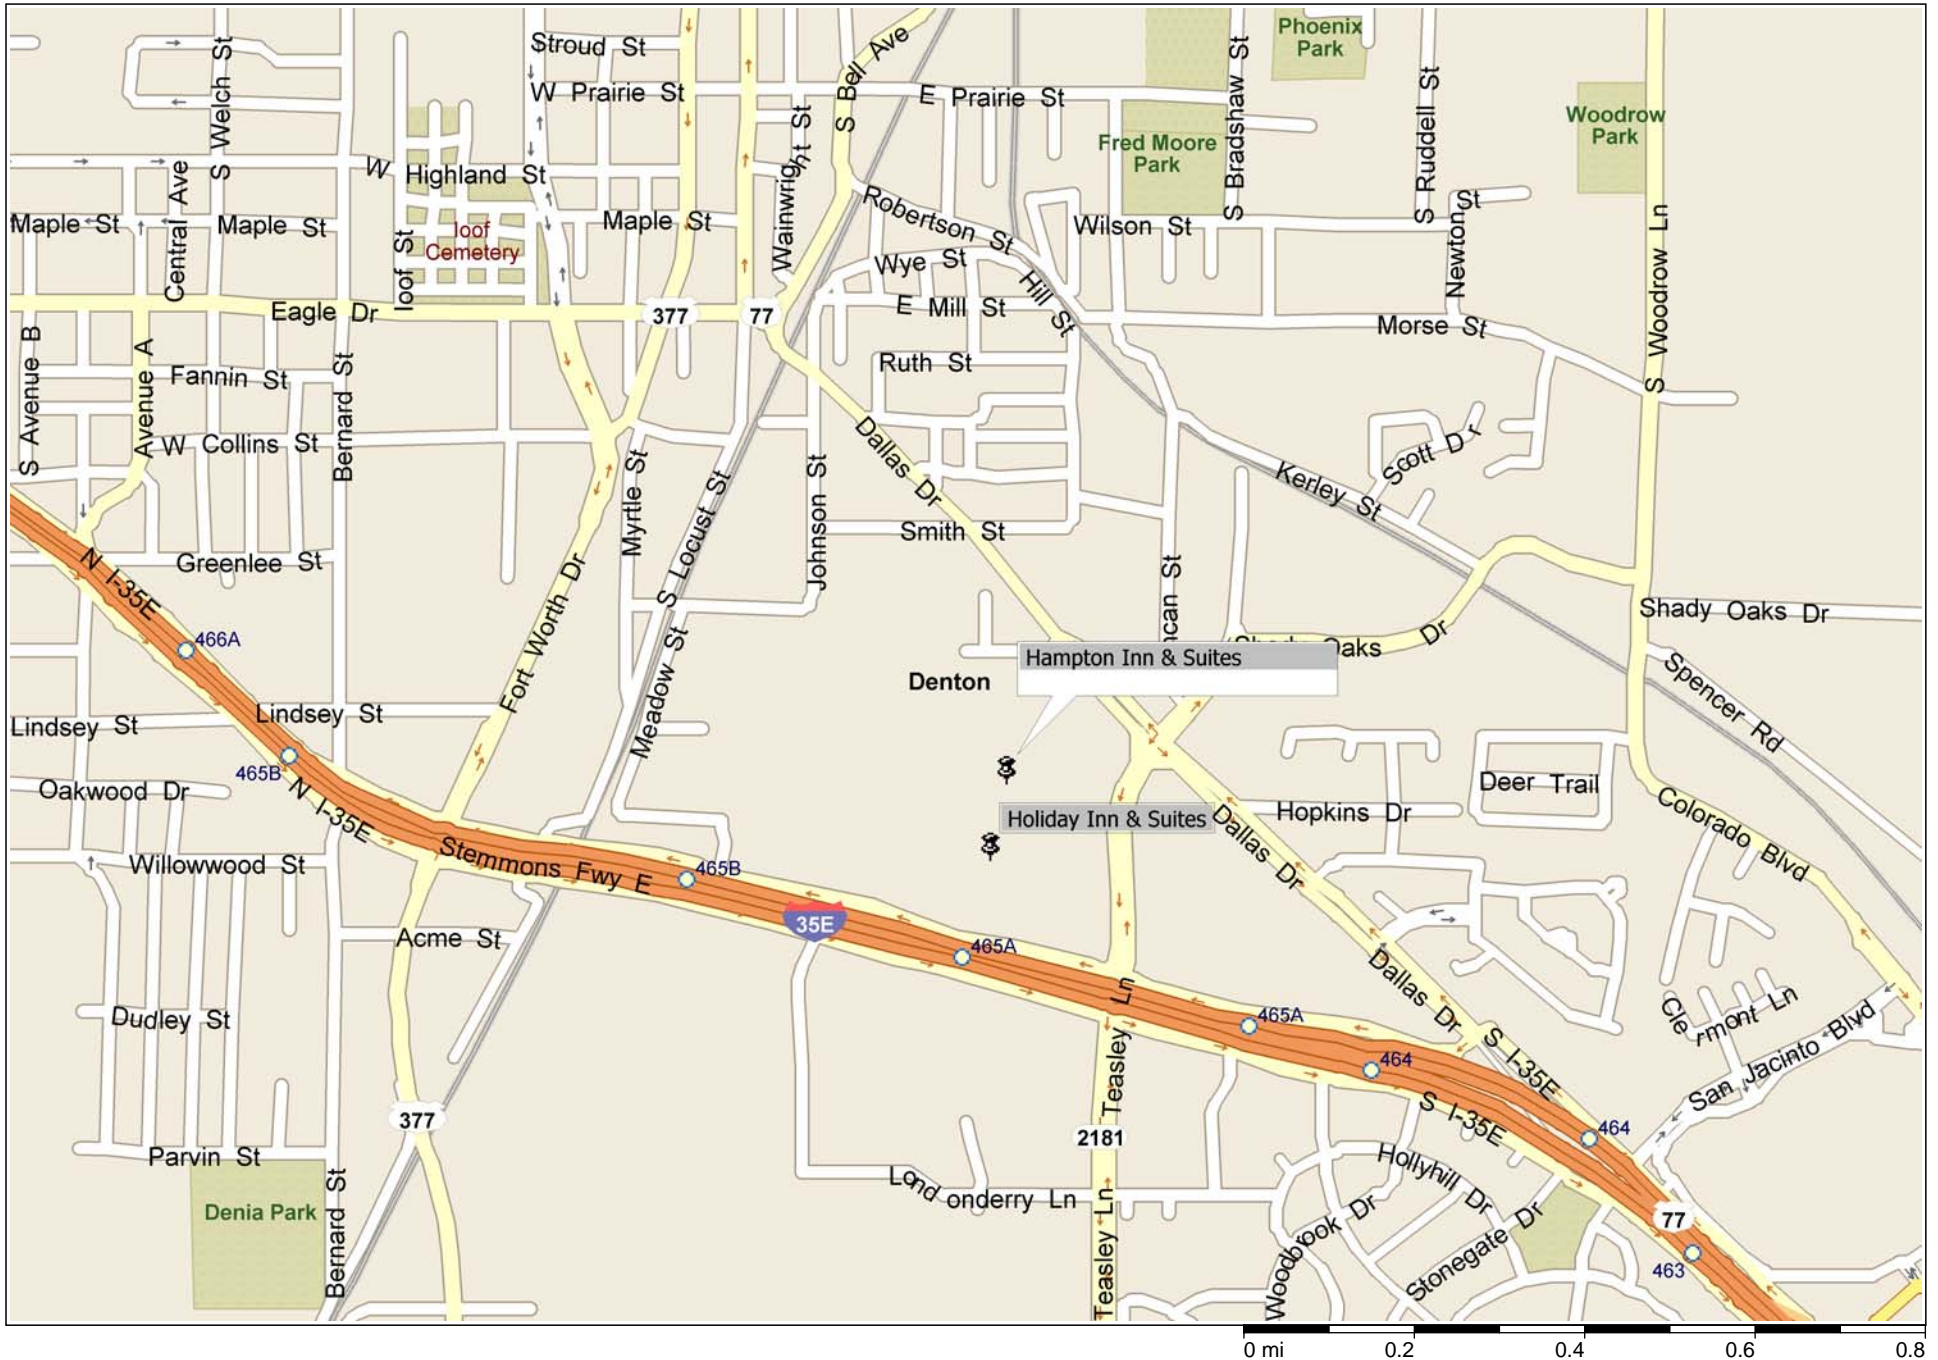 Stroud St
S Bell Ave
Phoenix
Park
W Prairie St
E Prairie St
S Welch St
S Bradshaw St
S Ruddell St
Woodrow
Park
Fred Moore
Park
W Highland St
Wainwright St
Central Ave
Maple St
Maple St
Maple St
Ioof St
Ioof
Cemetery
Robertson St
Wilson St
Newton St
S Woodrow Ln
Wye St
Hill St
E Mill St
Eagle Dr
377
77
Morse St
S Avenue B
Avenue A
Fannin St
Bernard St
Ruth St
W Collins St
Dallas Dr
Scott Dr
Kerley St
Myrtle St
S Locust St
Johnson St
Smith St
N I-35E
Greenlee St
Fort Worth Dr
Shady Oaks Dr
466A
Meadow St
Shady Oaks Dr
Hampton Inn & Suites
Denton
Spencer Rd
Lindsey St
Lindsey St
465B
Oakwood Dr
N I-35E
Deer Trail
Hopkins Dr
Colorado Blvd
Holiday Inn & Suites
Dallas Dr
Willowwood St
Stemmons Fwy E
465B
35E
465A
Acme St
Dallas Dr
Teasley Ln
465A
464
S I-35E
Clermont Ln
San Jacinto Blvd
Dudley St
377
2181
S I-35E
464
Parvin St
Hollyhill Dr
Londonderry Ln
Denia Park
Bernard St
Teasley Ln
Woodbrook Dr
Stonegate Dr
77
463
0 mi 0.2 0.4 0.6 0.8